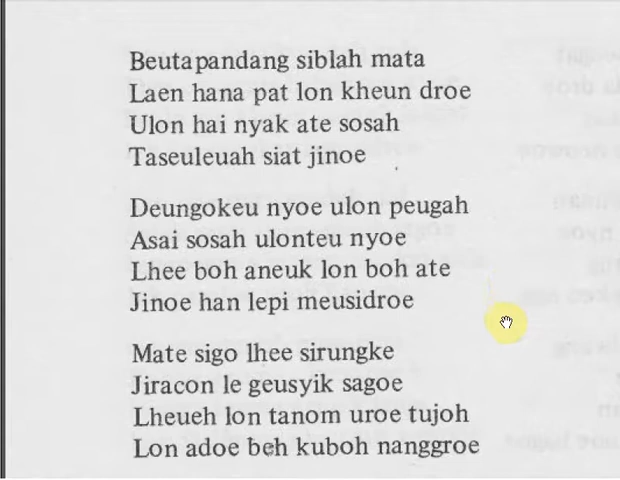 Beutapandang siblah mata
Laen hana pat lon kheun droe
Ulon hai nyak ate sosah
Taseuleuah siat jinoe
Deungokeu nyoe ulon peugah
Asai sosah ulonteu nyoe
Lhee boh aneuk lon boh ate
Jinoe han lepi meusidroe
Mate sigo lhee sirungke
Jiracon le geusyik sagoe
Lheueh lon tanom uroe tujoh
Lon adoe beh kuboh nanggroe